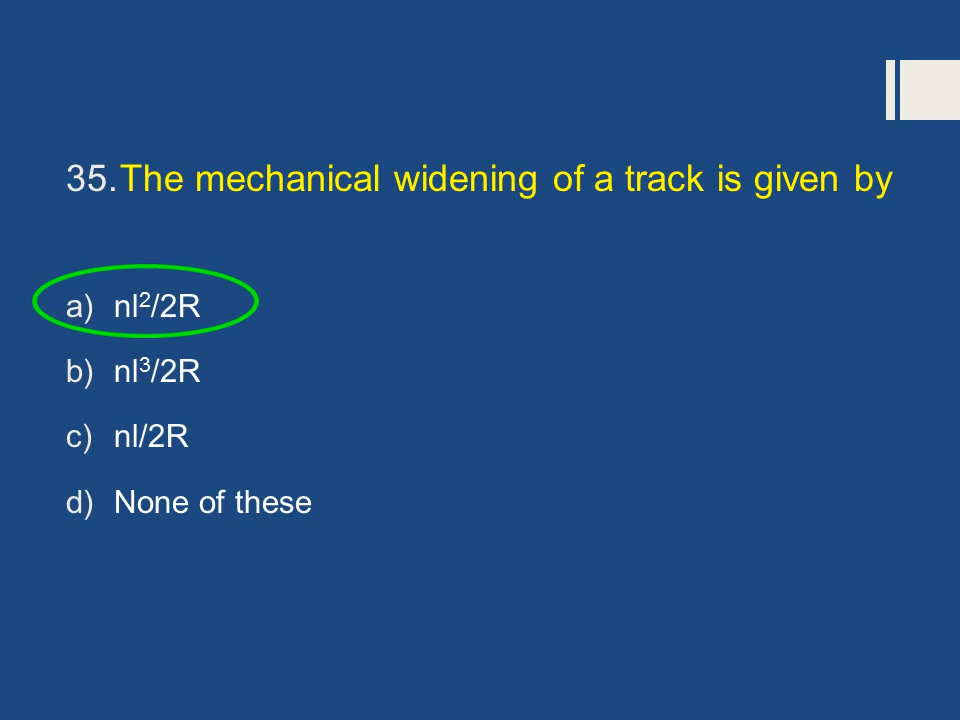 35. The mechanical widening of a track is given by
a) nl²/2R
b) nl³/2R
c) nl/2R
d) None of these